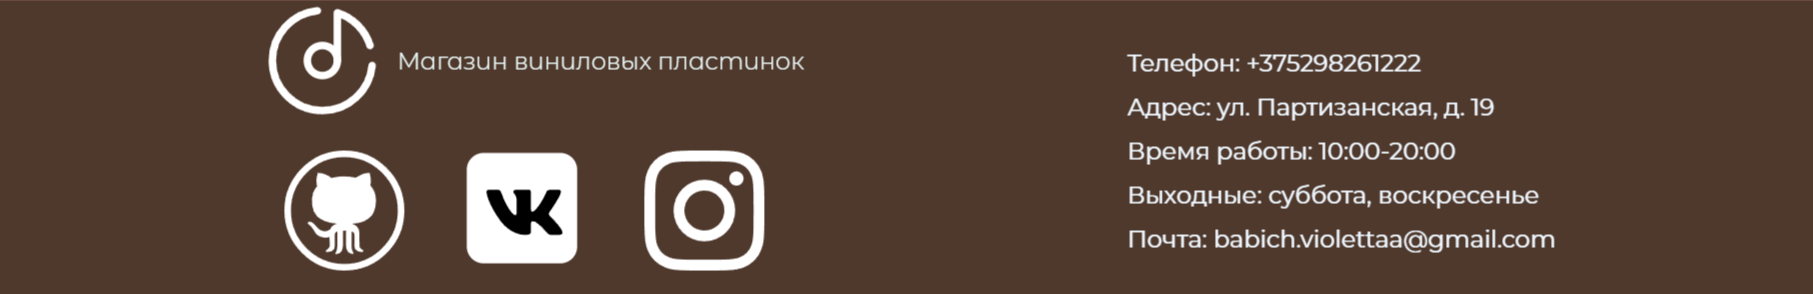 Магазин виниловых пластинок
Телефон: +375298261222
Адрес: ул. Партизанская, д. 19
Время работы: 10:00-20:00
Выходные: суббота, воскресенье
Почта: babich.violettaa@gmail.com